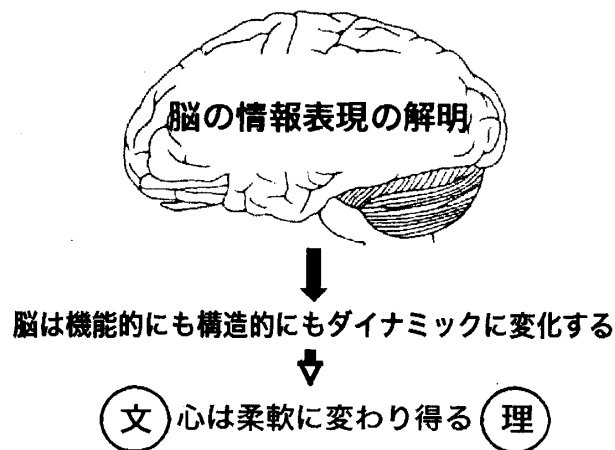 脳の情報表現の解明
脳は機能的にも構造的にもダイナミックに変化する
文 心は柔軟に変わり得る 理